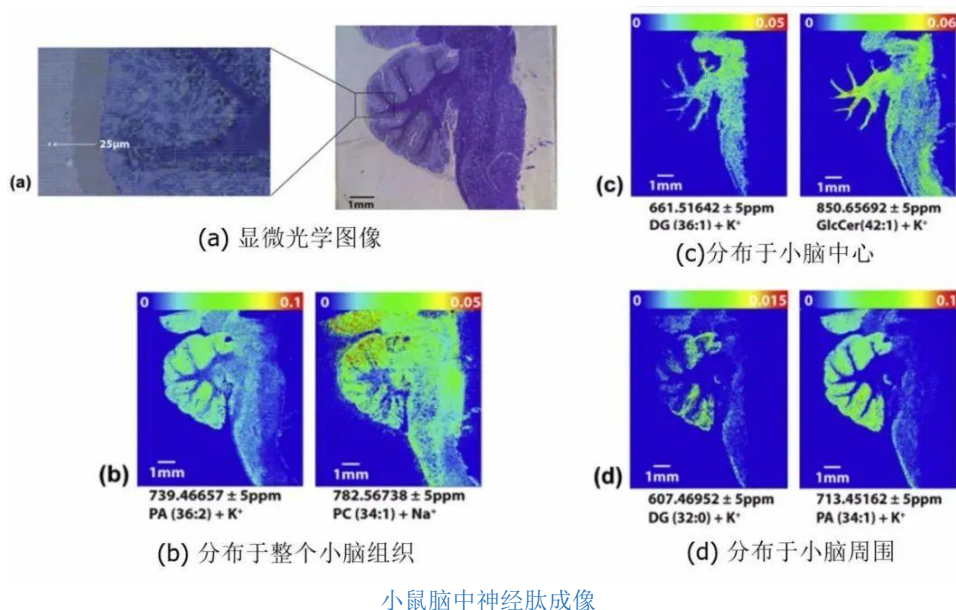 25μm
(a)
1mm
(a) 显微光学图像
0 0.05
0 0.06
(c)
1mm
1mm
661.51642 ± 5ppm
DG (36:1) + K⁺
850.65692 ± 5ppm
GlcCer(42:1) + K⁺
(c)分布于小脑中心
0 0.1
0 0.05
(b)
1mm
1mm
739.46657 ± 5ppm
PA (36:2) + K⁺
782.56738 ± 5ppm
PC (34:1) + Na⁺
(b) 分布于整个小脑组织
0 0.015
0 0.1
(d)
1mm
1mm
607.46952 ± 5ppm
DG (32:0) + K⁺
713.45162 ± 5ppm
PA (34:1) + K⁺
(d) 分布于小脑周围
小鼠脑中神经肽成像